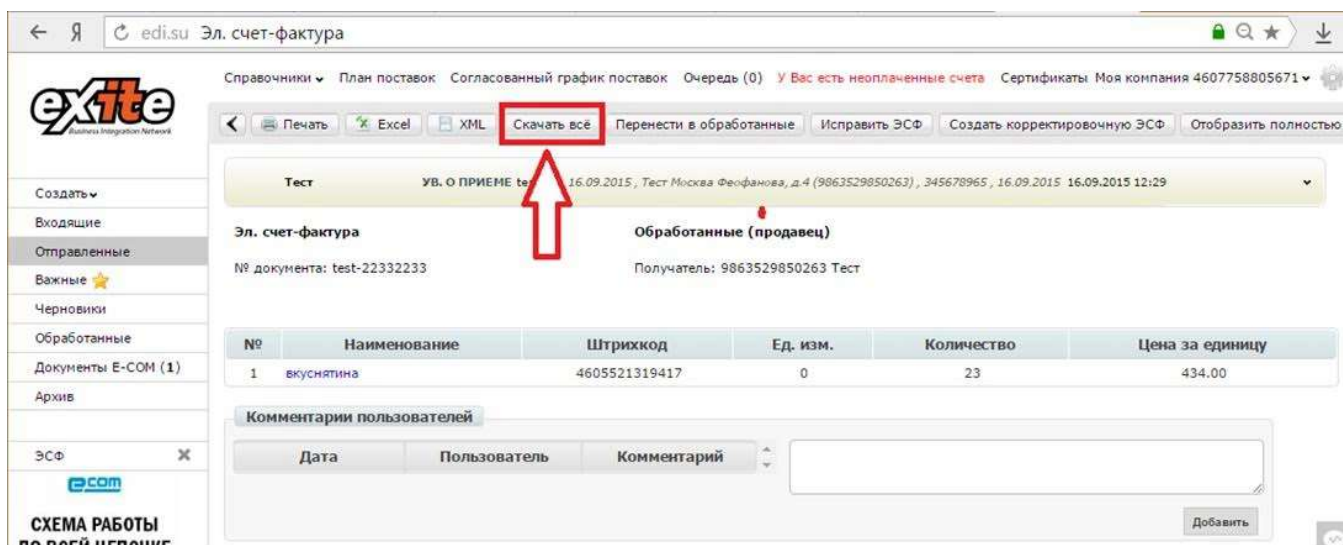 Я edi.su Эл. счет-фактура
exite
Business Integration Network
Справочники План поставок Согласованный график поставок Очередь (0) У Вас есть неоплаченные счета Сертификаты Моя компания 4607758805671
Печать Excel XML Скачать всё Перенести в обработанные Исправить ЭСФ Создать корректировочную ЭСФ Отобразить полностью
Тест УВ. О ПРИЕМЕ 16.09.2015 , Тест Москва Феофанова, д.4 (9863529850263) , 345678965 , 16.09.2015 16.09.2015 12:29
Создать
Входящие
Отправленные
Важные
Черновики
Обработанные
Документы E-COM (1)
Архив
ЭСФ
ecom
СХЕМА РАБОТЫ
ПО ВСЕЙ ЦЕПОЧКЕ
Эл. счет-фактура Обработанные (продавец)
№ документа: test-22332233 Получатель: 9863529850263 Тест
№ Наименование Штрихкод Ед. изм. Количество Цена за единицу
1 вкуснятина 4605521319417 0 23 434.00
Комментарии пользователей
Дата Пользователь Комментарий
Добавить